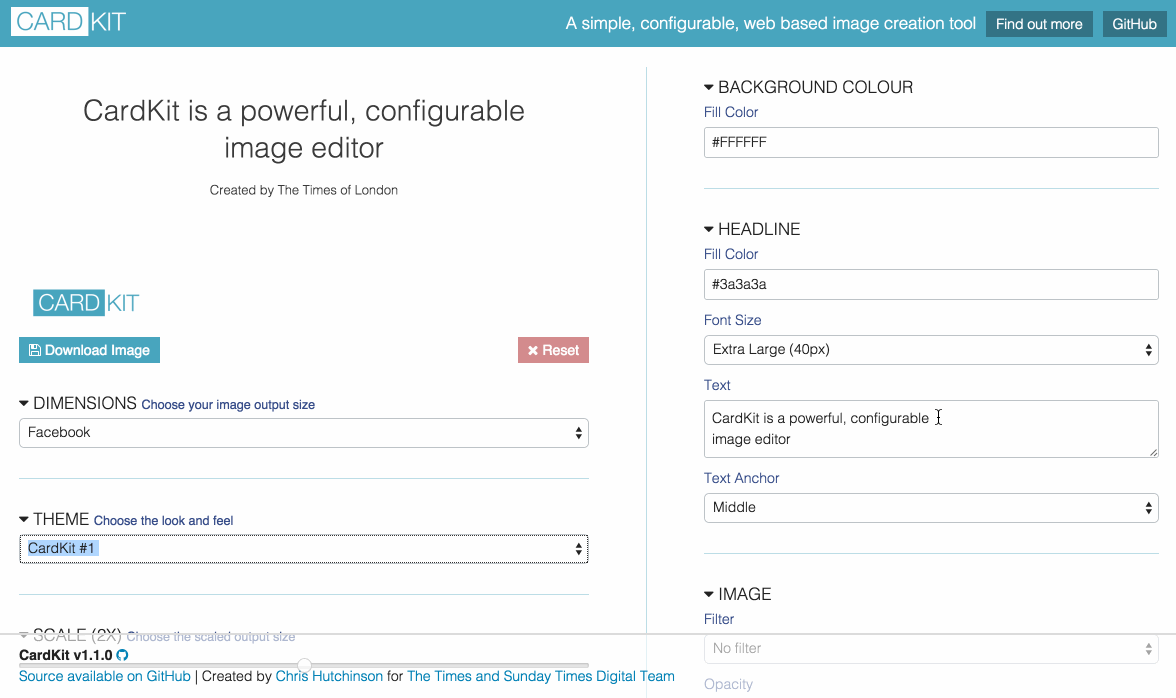 CARDKIT
A simple, configurable, web based image creation tool
Find out more
GitHub
CardKit is a powerful, configurable
image editor
Created by The Times of London
CARDKIT
Download Image
Reset
DIMENSIONS Choose your image output size
Facebook
THEME Choose the look and feel
CardKit #1
SCALE (2X) Choose the scaled output size
CardKit v1.1.0
Source available on GitHub | Created by Chris Hutchinson for The Times and Sunday Times Digital Team
BACKGROUND COLOUR
Fill Color
#FFFFFF
HEADLINE
Fill Color
#3a3a3a
Font Size
Extra Large (40px)
Text
CardKit is a powerful, configurable
image editor
Text Anchor
Middle
IMAGE
Filter
No filter
Opacity